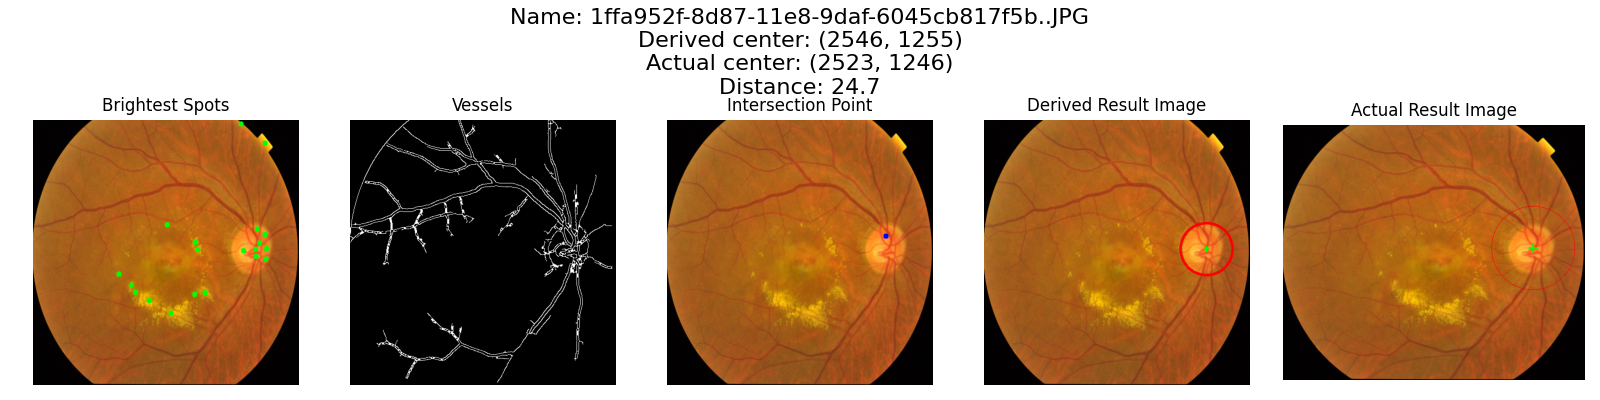 Name: 1ffa952f-8d87-11e8-9daf-6045cb817f5b..JPG
Derived center: (2546, 1255)
Actual center: (2523, 1246)
Distance: 24.7
Brightest Spots
Vessels
Intersection Point
Derived Result Image
Actual Result Image